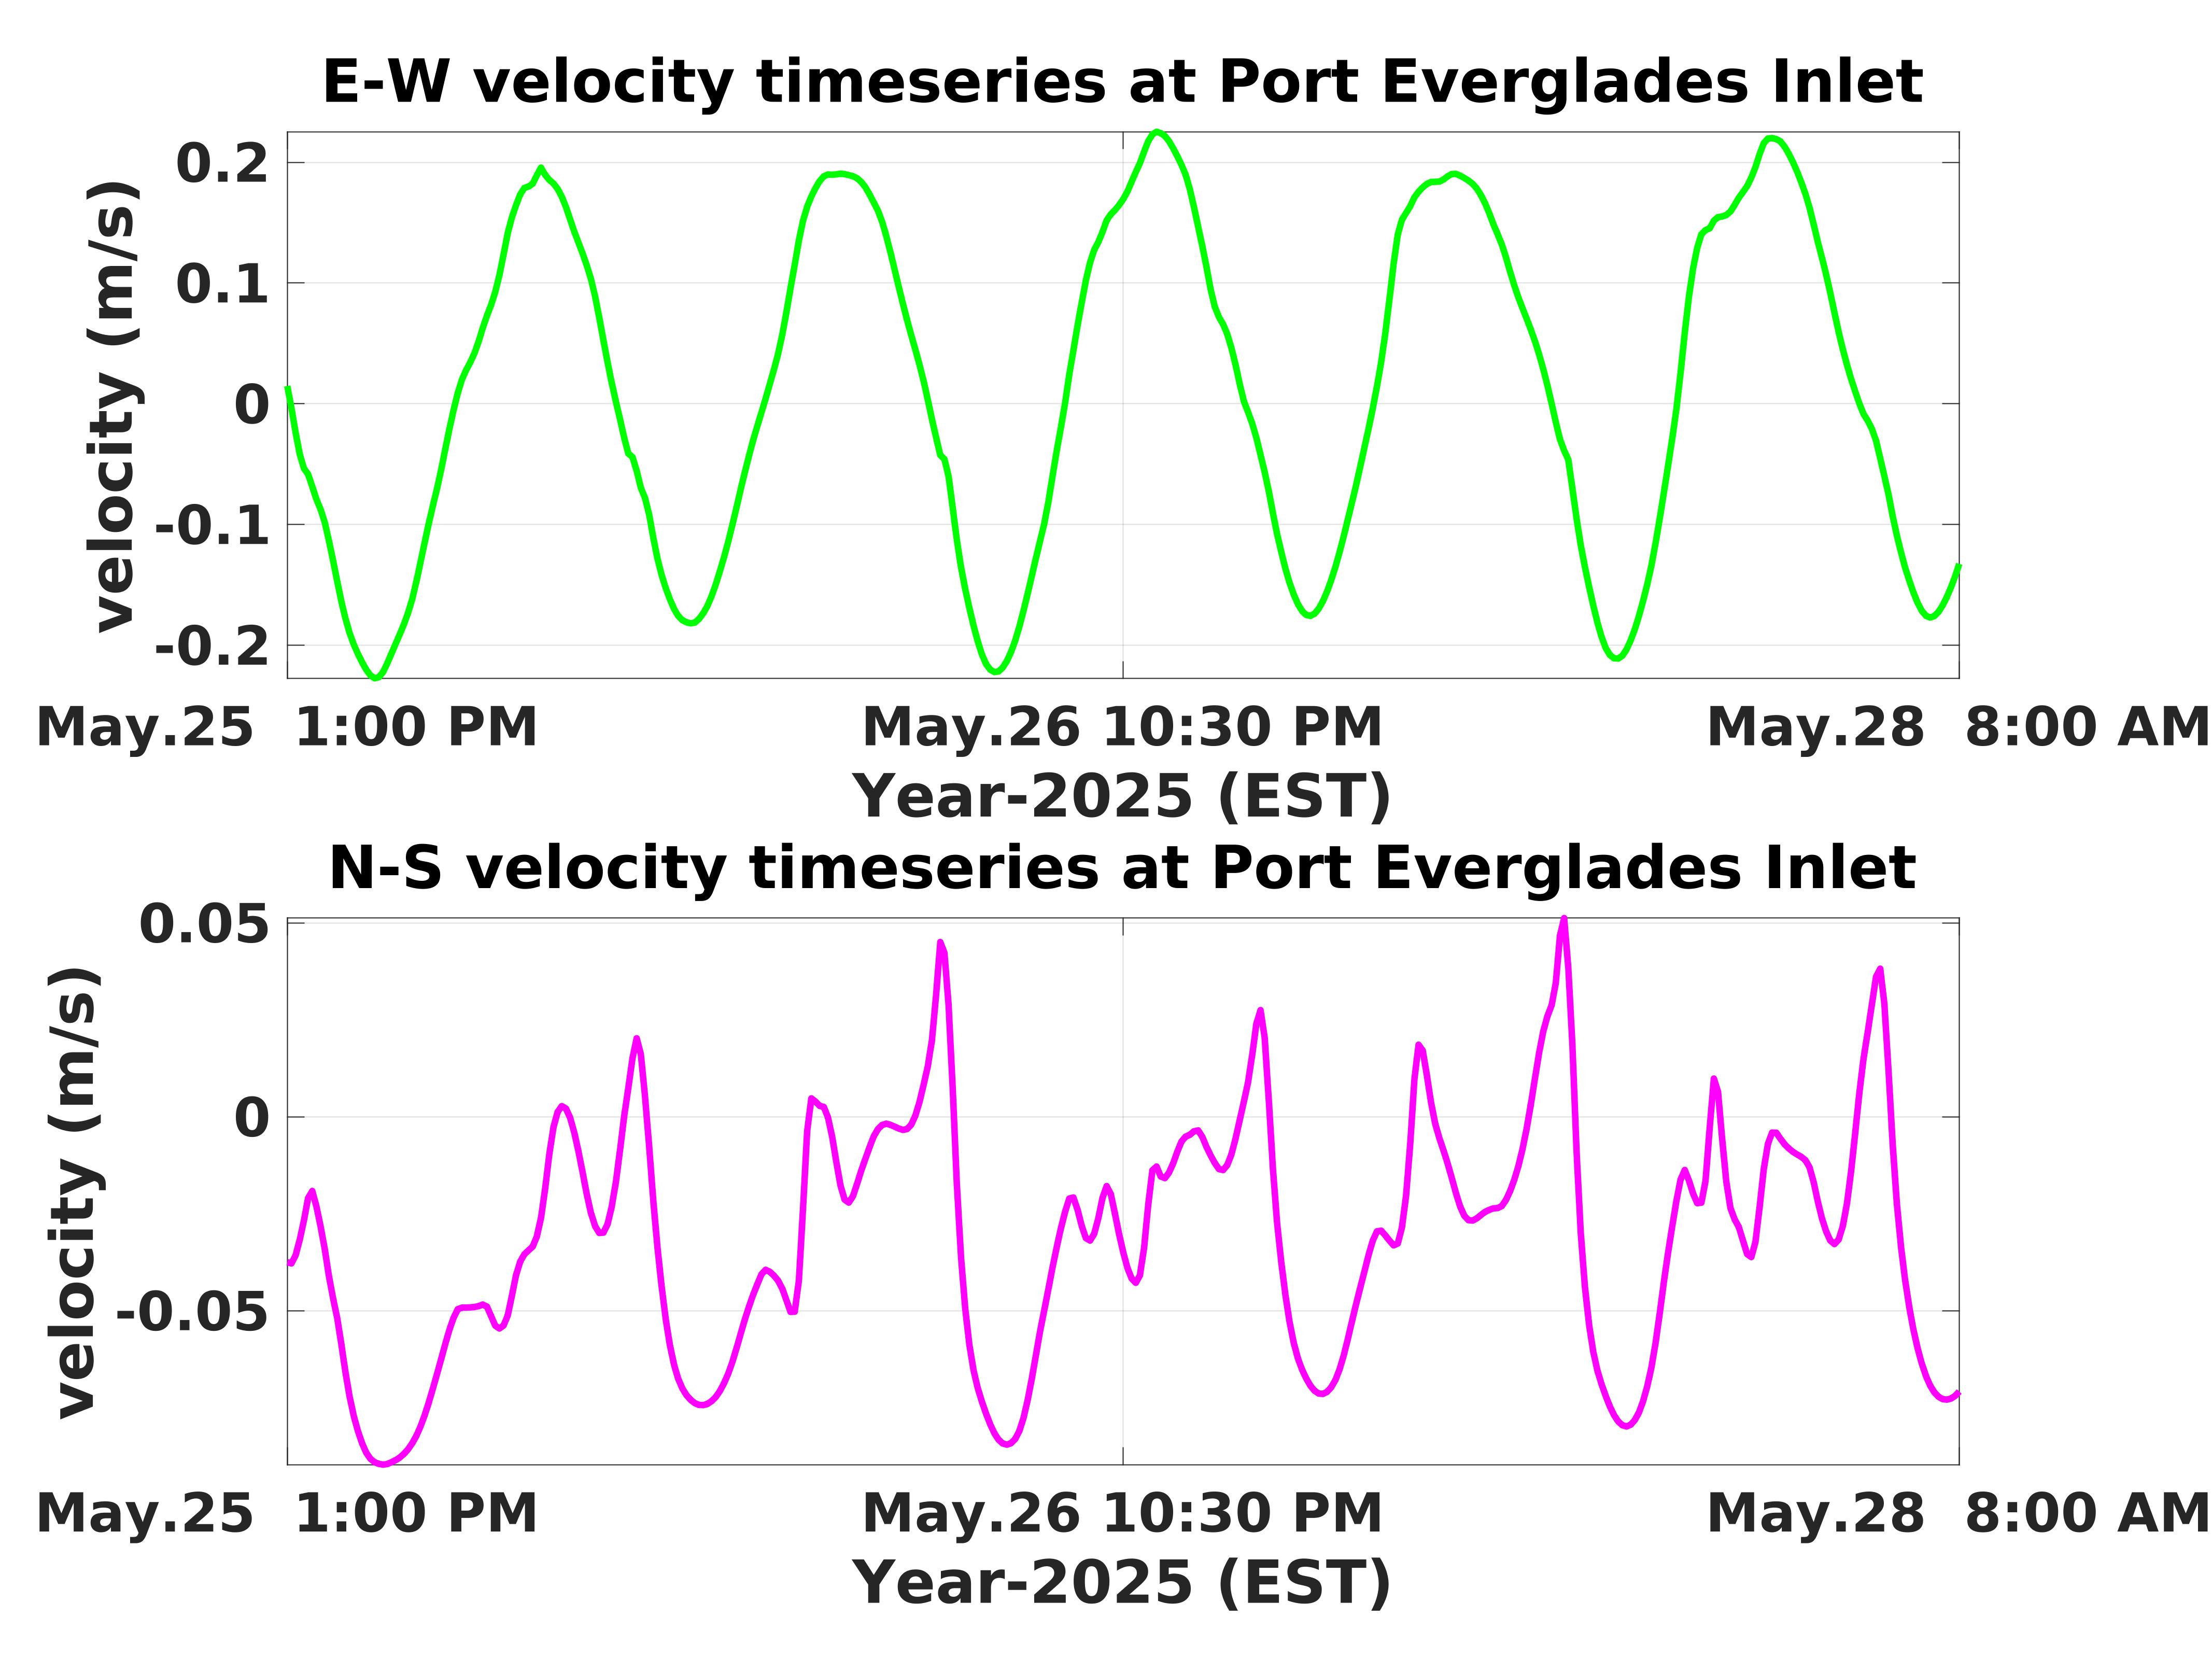 E-W velocity timeseries at Port Everglades Inlet
velocity (m/s)
0.2
0.1
0
-0.1
-0.2
May.25  1:00 PM
May.26 10:30 PM
May.28  8:00 AM
Year-2025 (EST)
N-S velocity timeseries at Port Everglades Inlet
velocity (m/s)
0.05
0
-0.05
May.25  1:00 PM
May.26 10:30 PM
May.28  8:00 AM
Year-2025 (EST)